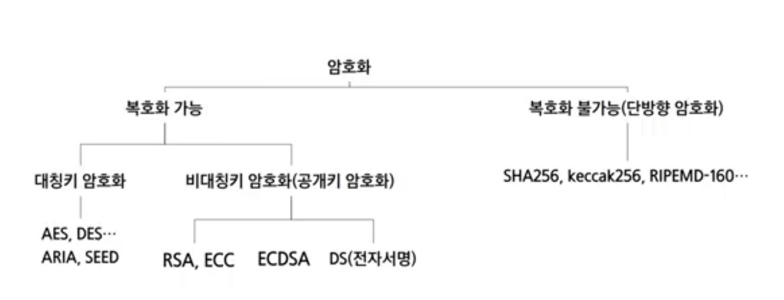 암호화
복호화 가능
복호화 불가능(단방향 암호화)
대칭키 암호화
비대칭키 암호화(공개키 암호화)
SHA256, keccak256, RIPEMD-160…
AES, DES…
ARIA, SEED
RSA, ECC
ECDSA
DS(전자서명)